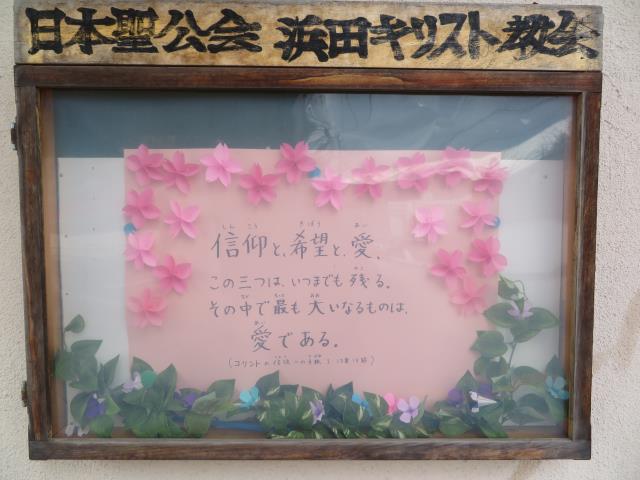 日本聖公会 浜田キリスト教会
信仰と、希望と、愛、
この三つは、いつまでも残る。
その中で最も大いなるものは、
愛である。